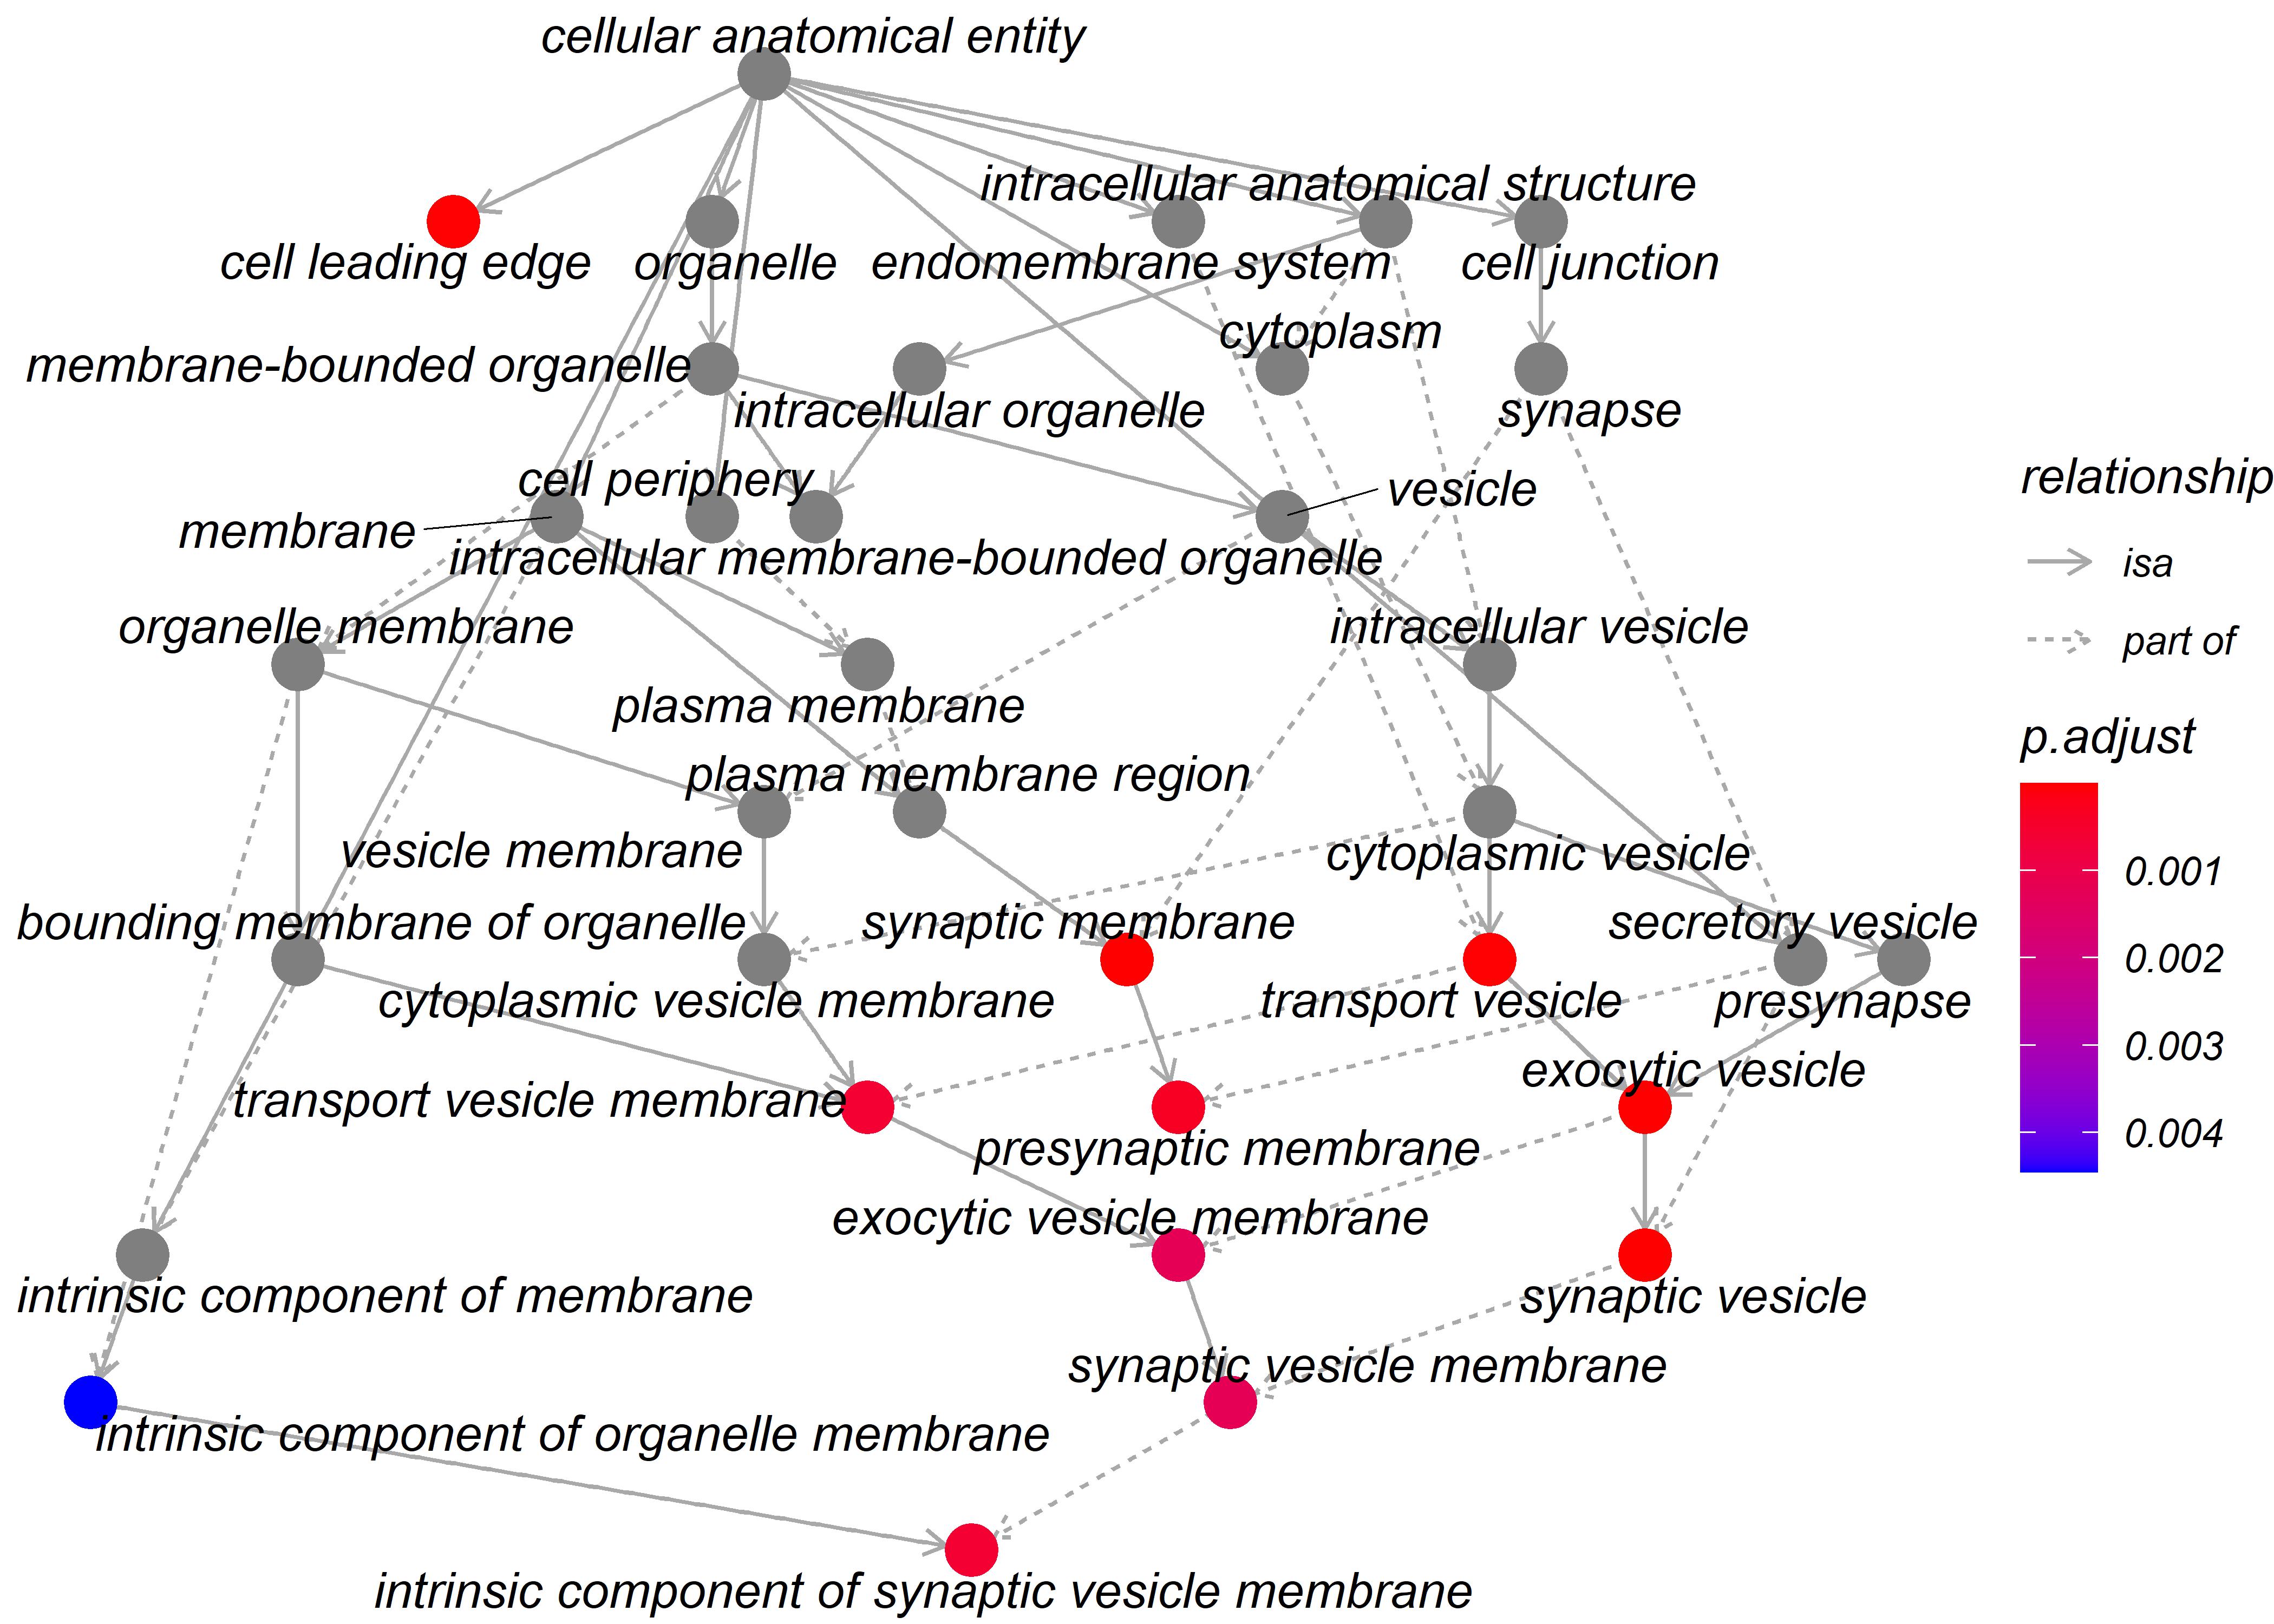 cellular anatomical entity
intracellular anatomical structure
cell leading edge
organelle
endomembrane system
cell junction
cytoplasm
membrane-bounded organelle
intracellular organelle
synapse
cell periphery
vesicle
membrane
intracellular membrane-bounded organelle
organelle membrane
intracellular vesicle
plasma membrane
plasma membrane region
vesicle membrane
cytoplasmic vesicle
bounding membrane of organelle
synaptic membrane
secretory vesicle
cytoplasmic vesicle membrane
transport vesicle
presynapse
exocytic vesicle
transport vesicle membrane
presynaptic membrane
exocytic vesicle membrane
intrinsic component of membrane
synaptic vesicle
synaptic vesicle membrane
intrinsic component of organelle membrane
intrinsic component of synaptic vesicle membrane
relationship
isa
part of
p.adjust
0.001
0.002
0.003
0.004